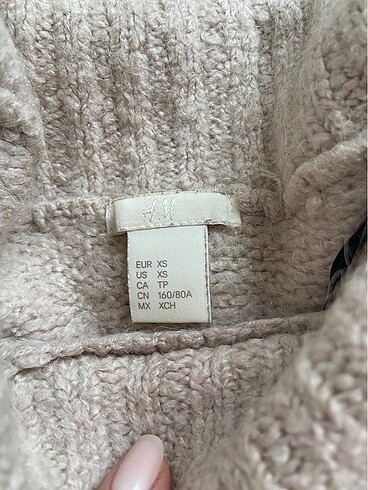 H&M
EUR XS
US XS
CA TP
CN 160/80A
MX XCH